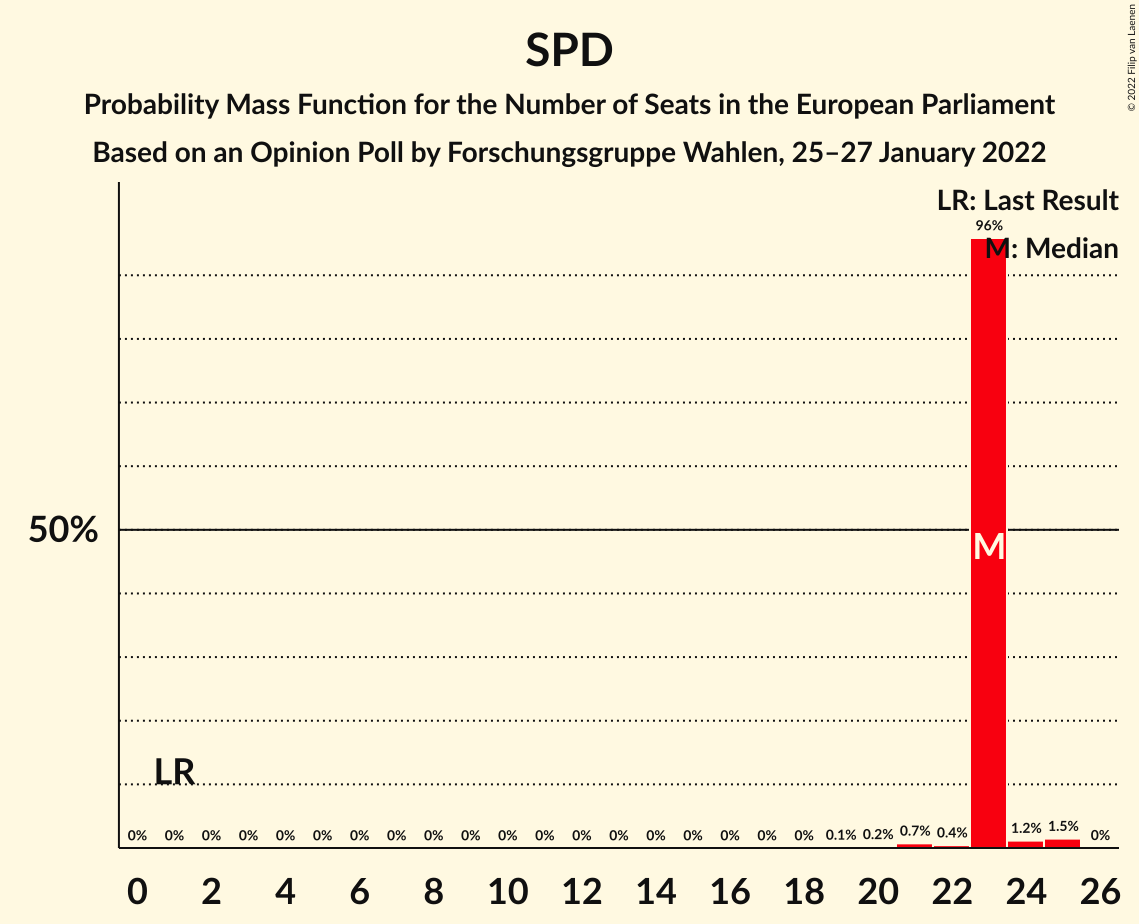 SPD
Probability Mass Function for the Number of Seats in the European Parliament
Based on an Opinion Poll by Forschungsgruppe Wahlen, 25–27 January 2022
© 2022 Filip van Laenen
LR: Last Result
96%
M: Median
50%
M
LR
0% 0% 0% 0% 0% 0% 0% 0% 0% 0% 0% 0% 0% 0% 0% 0% 0% 0% 0% 0.1% 0.2% 0.7% 0.4% 1.2% 1.5% 0%
0 2 4 6 8 10 12 14 16 18 20 22 24 26